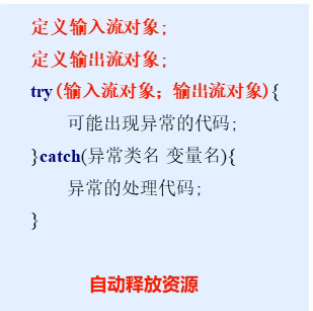 定义输入流对象;
定义输出流对象;
try(输入流对象；输出流对象){
可能出现异常的代码;
}catch(异常类名 变量名){
异常的处理代码;
}
自动释放资源